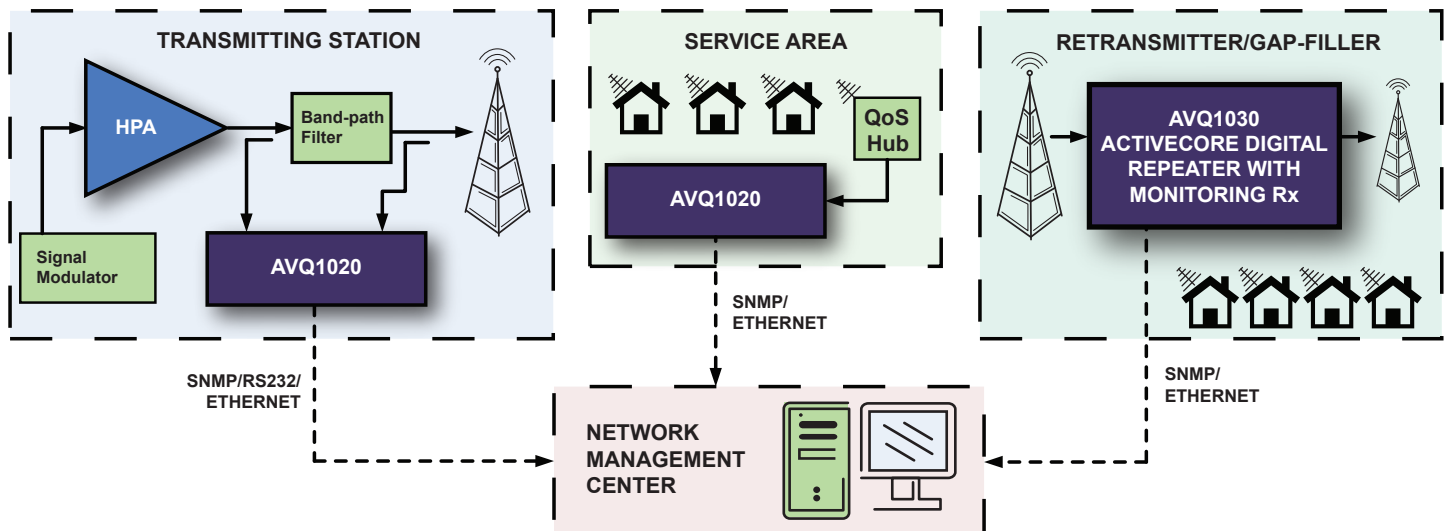 TRANSMITTING STATION
HPA
Band-path
Filter
Signal
Modulator
AVQ1020
SNMP/RS232/
ETHERNET
SERVICE AREA
QoS
Hub
AVQ1020
SNMP/
ETHERNET
RETRANSMITTER/GAP-FILLER
AVQ1030
ACTIVECORE DIGITAL
REPEATER WITH
MONITORING Rx
SNMP/
ETHERNET
NETWORK
MANAGEMENT
CENTER